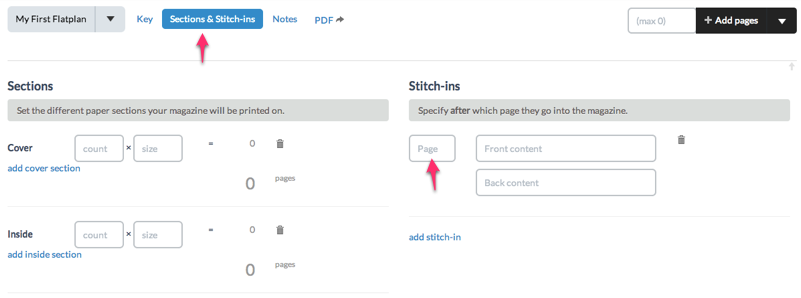 My First Flatplan
Key
Sections & Stitch-ins
Notes
PDF
(max 0)
+ Add pages
Sections
Set the different paper sections your magazine will be printed on.
Cover
count × size = 0
add cover section
0 pages
Inside
count × size = 0
add inside section
0 pages
Stitch-ins
Specify after which page they go into the magazine.
Page
Front content
Back content
add stitch-in